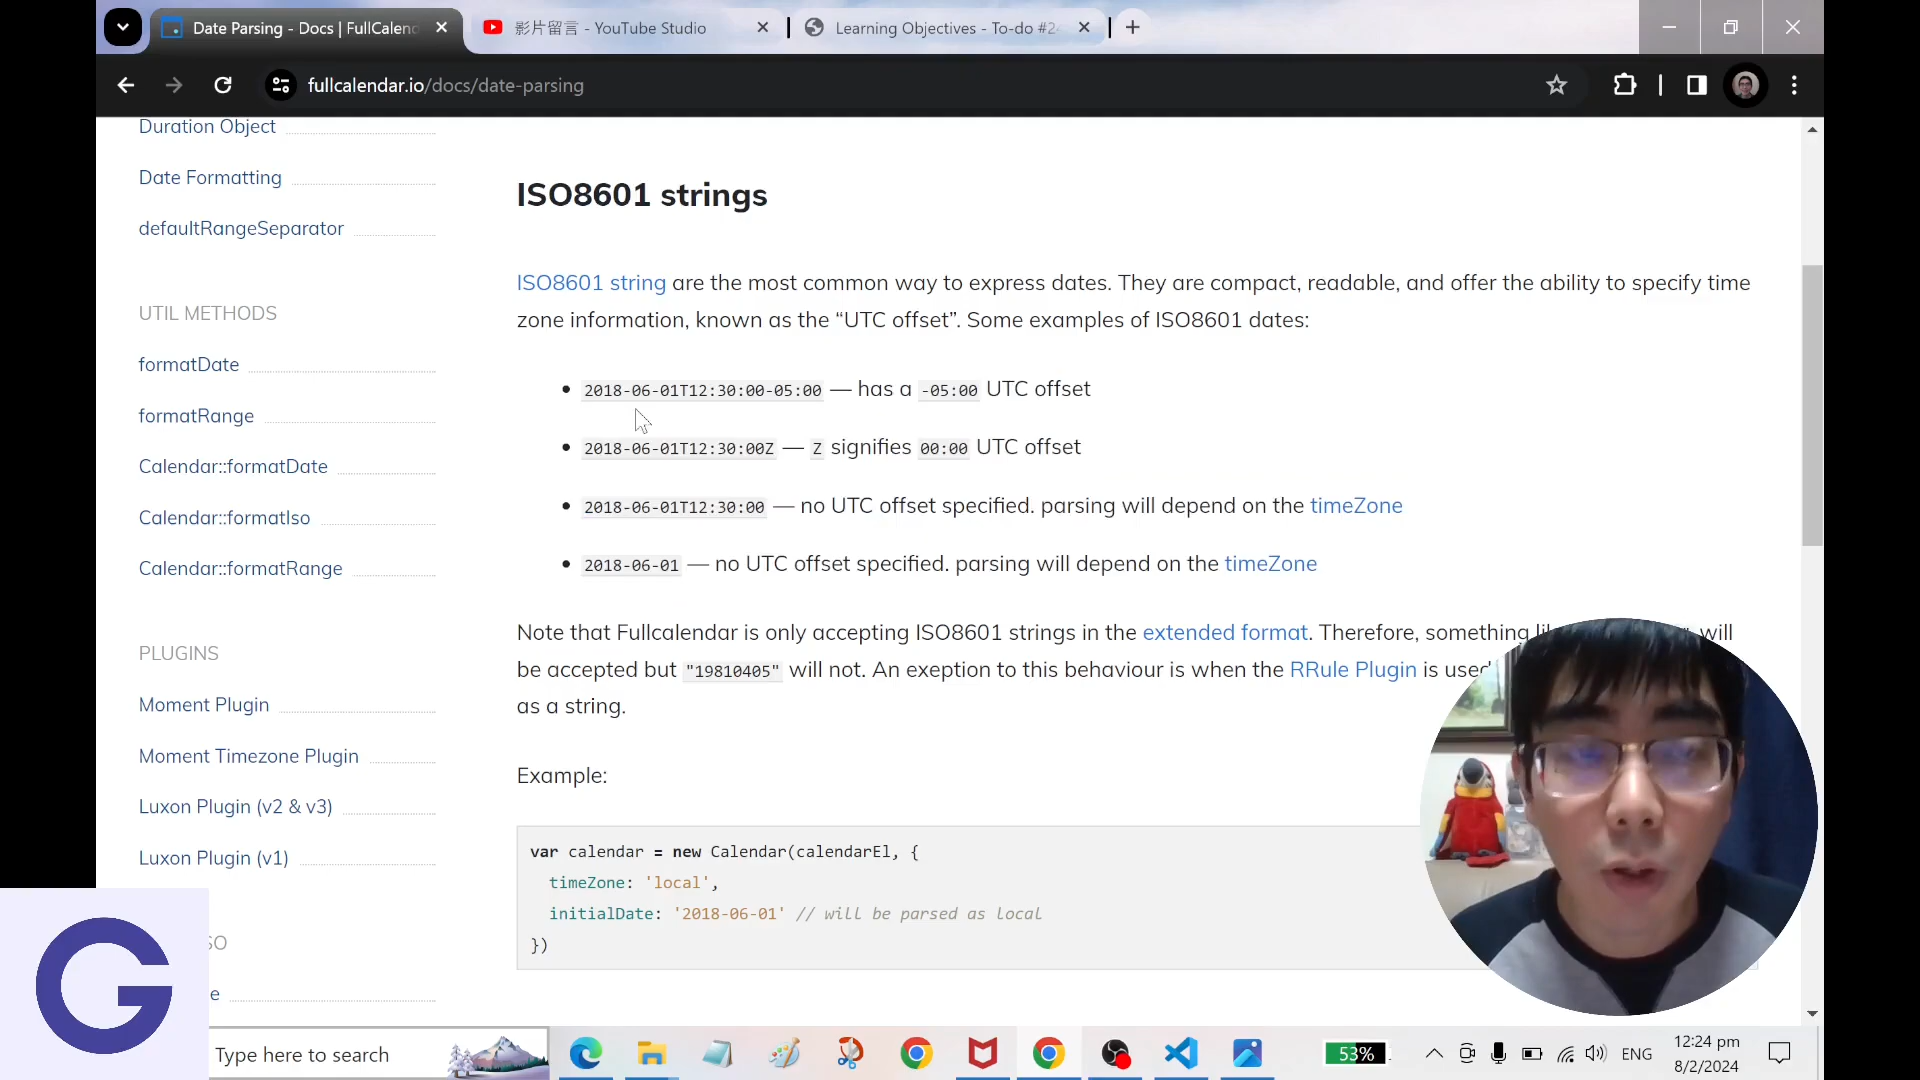 Date Parsing - Docs | FullCalend
影片留言 - YouTube Studio
Learning Objectives - To-do #2
fullcalendar.io/docs/date-parsing
Duration Object
Date Formatting
defaultRangeSeparator
UTIL METHODS
formatDate
formatRange
Calendar::formatDate
Calendar::formatIso
Calendar::formatRange
PLUGINS
Moment Plugin
Moment Timezone Plugin
Luxon Plugin (v2 & v3)
Luxon Plugin (v1)
SO
e
ISO8601 strings
ISO8601 string are the most common way to express dates. They are compact, readable, and offer the ability to specify time
zone information, known as the “UTC offset”. Some examples of ISO8601 dates:
• 2018-06-01T12:30:00-05:00 — has a -05:00 UTC offset
• 2018-06-01T12:30:00Z — Z signifies 00:00 UTC offset
• 2018-06-01T12:30:00 — no UTC offset specified. parsing will depend on the timeZone
• 2018-06-01 — no UTC offset specified. parsing will depend on the timeZone
Note that Fullcalendar is only accepting ISO8601 strings in the extended format. Therefore, something will
be accepted but "19810405" will not. An exeption to this behaviour is when the RRule Plugin is used
as a string.
Example:
var calendar = new Calendar(calendarEl, {
timeZone: 'local',
initialDate: '2018-06-01' // will be parsed as local
})
G
Type here to search
53%
ENG
12:24 pm
8/2/2024